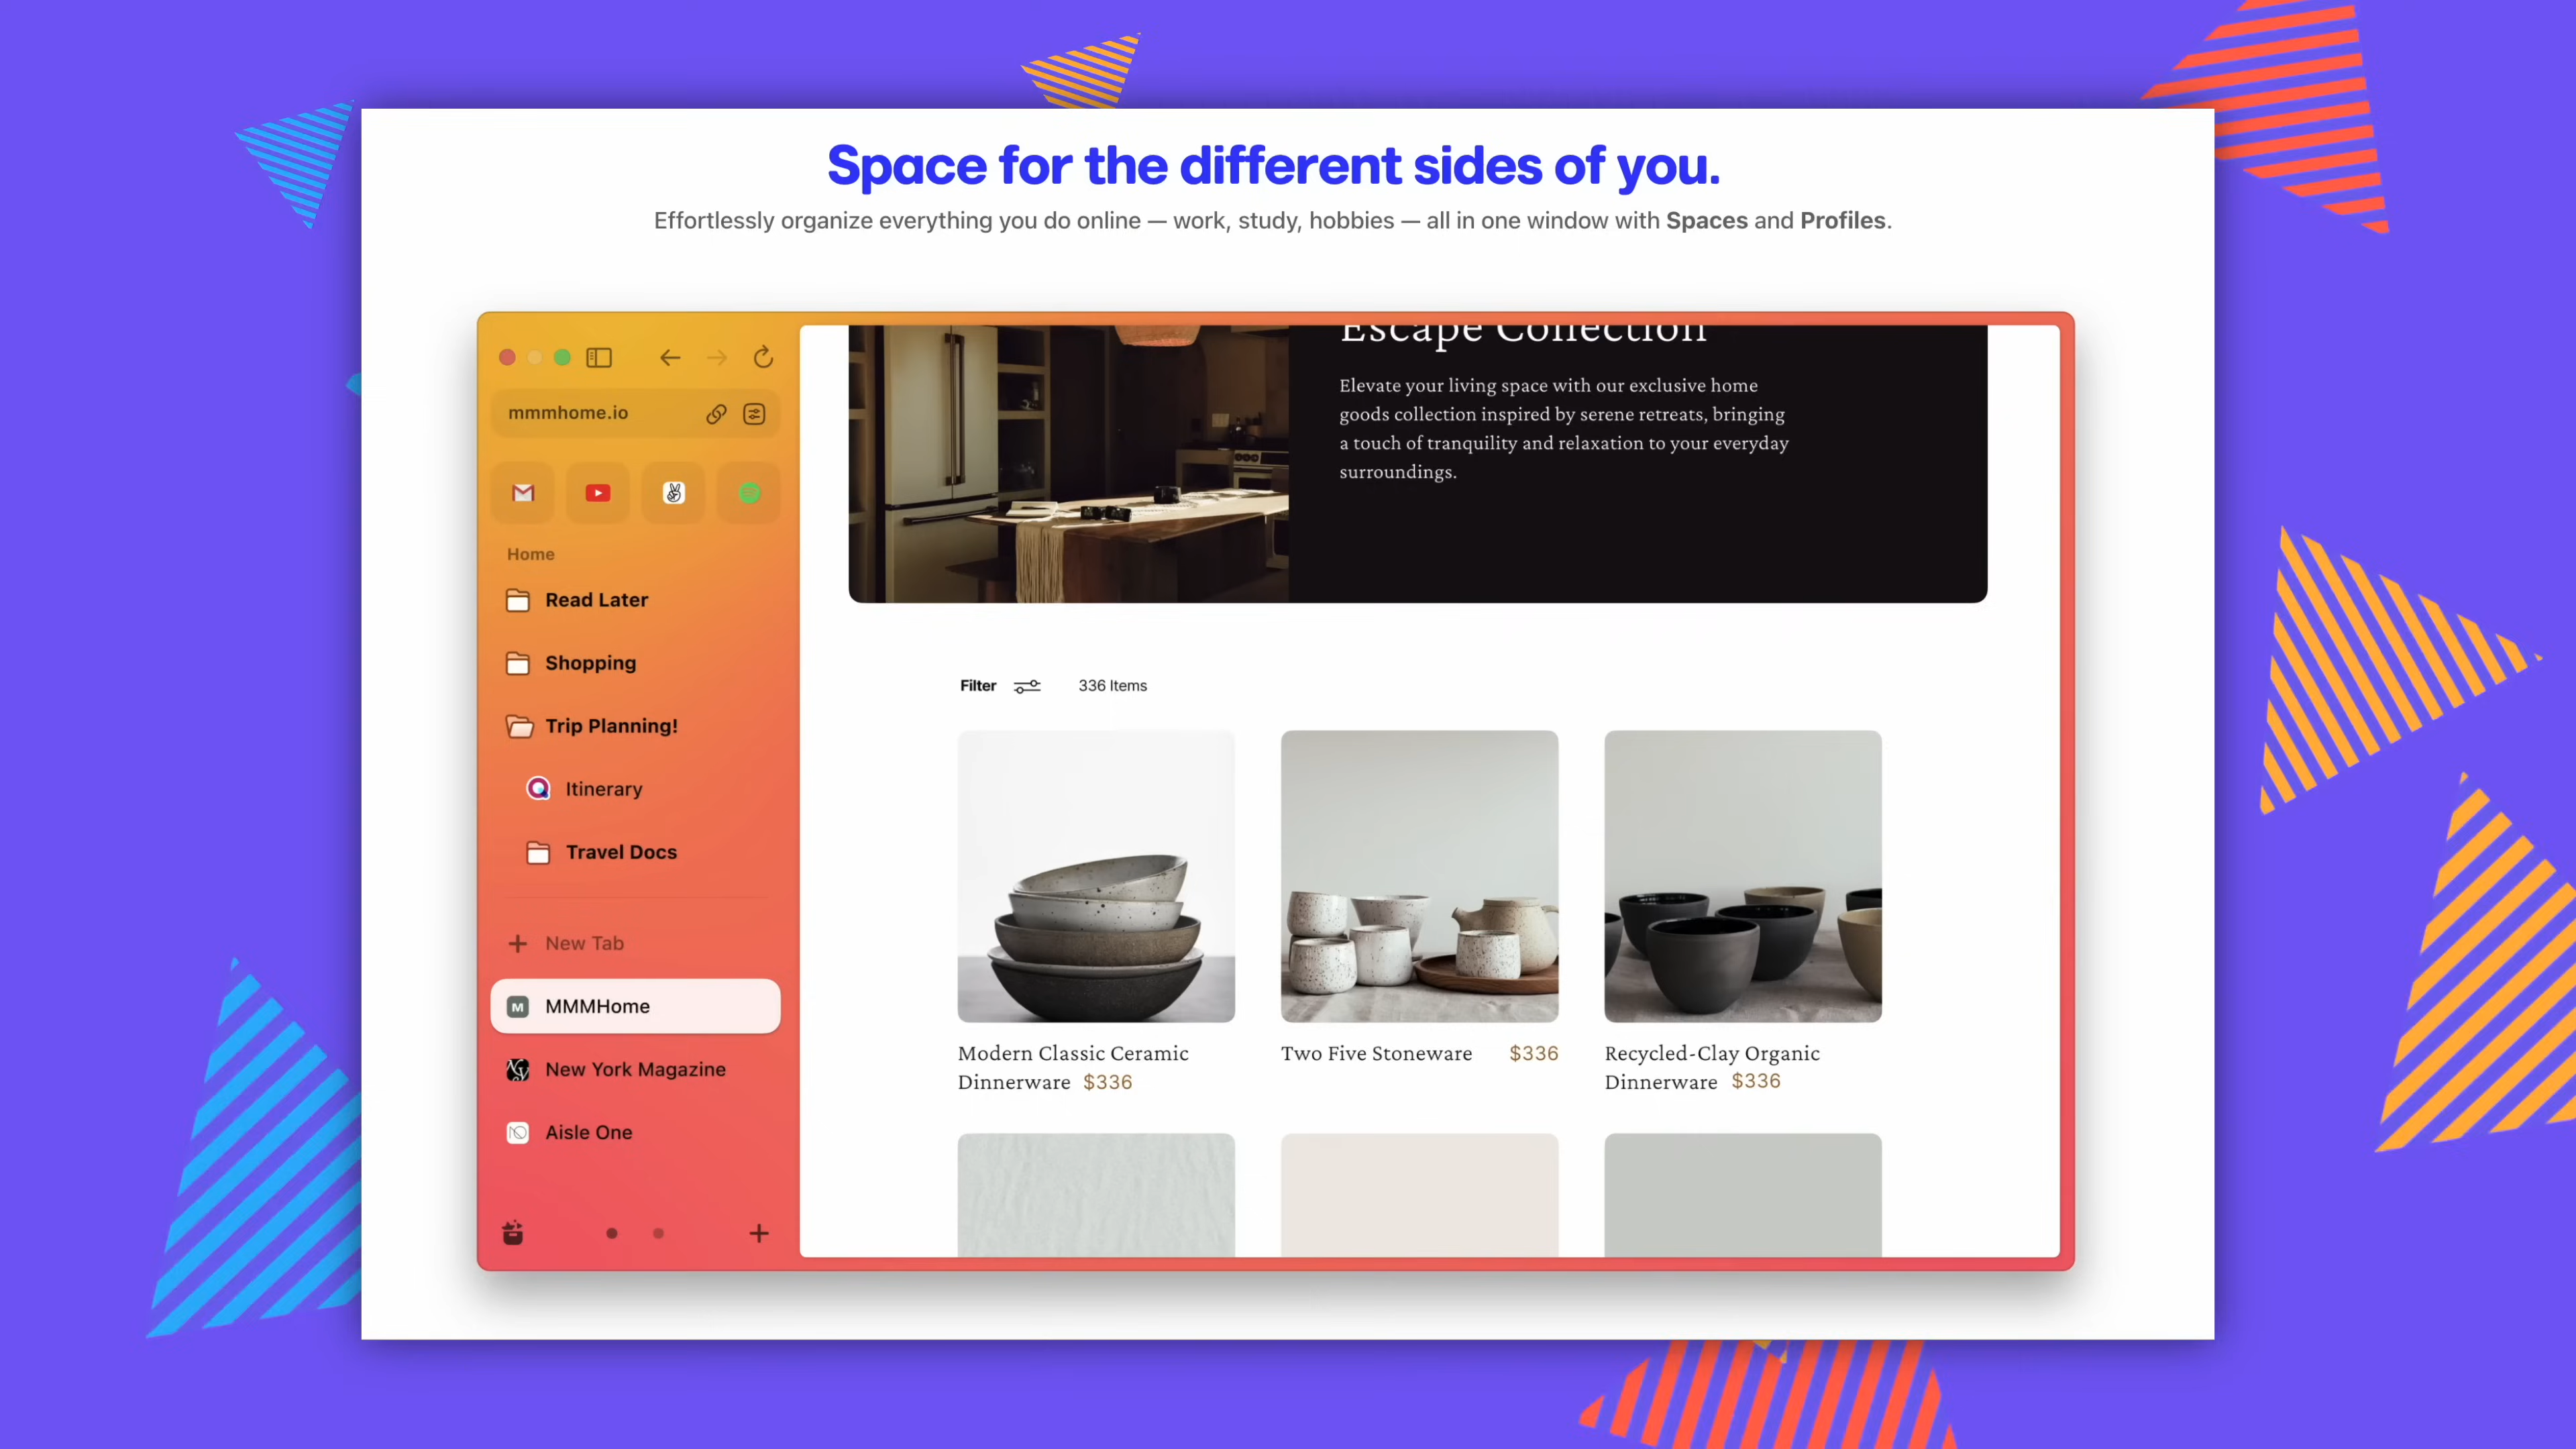 Space for the different sides of you.
Effortlessly organize everything you do online — work, study, hobbies — all in one window with Spaces and Profiles.
mmmhome.io
Home
Read Later
Shopping
Trip Planning!
Itinerary
Travel Docs
New Tab
M MMMHome
New York Magazine
Aisle One
Escape Collection
Elevate your living space with our exclusive home
goods collection inspired by serene retreats, bringing
a touch of tranquility and relaxation to your everyday
surroundings.
Filter 336 Items
Modern Classic Ceramic
Dinnerware $336
Two Five Stoneware $336
Recycled-Clay Organic
Dinnerware $336